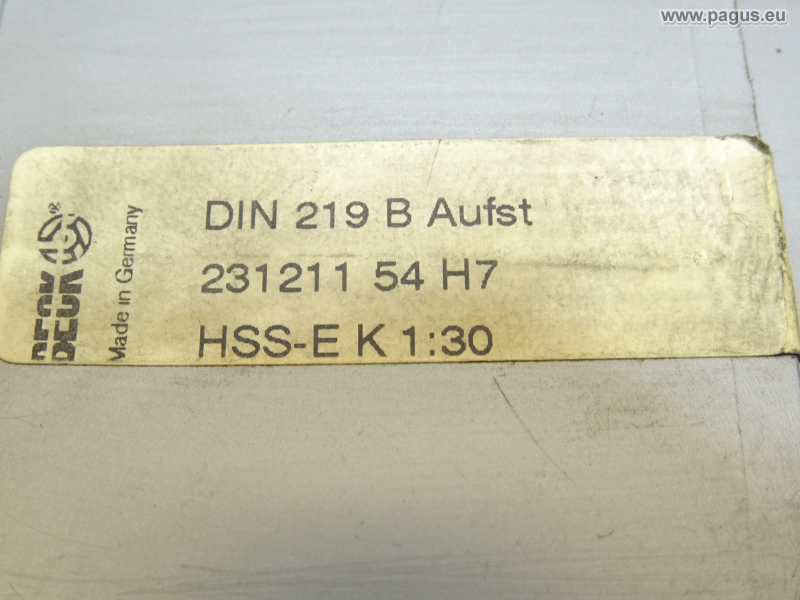 www.pagus.eu
DIN 219 B Aufst
231211 54 H7
HSS-E K 1:30
Made in Germany
BECK